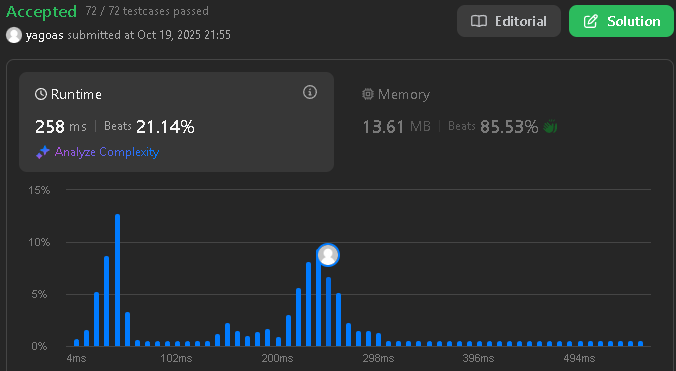 Accepted 72 / 72 testcases passed
Editorial
Solution
yagoas submitted at Oct 19, 2025 21:55
Runtime
258 ms | Beats 21.14%
Analyze Complexity
Memory
13.61 MB | Beats 85.53%
15%
10%
5%
0%
4ms 102ms 200ms 298ms 396ms 494ms